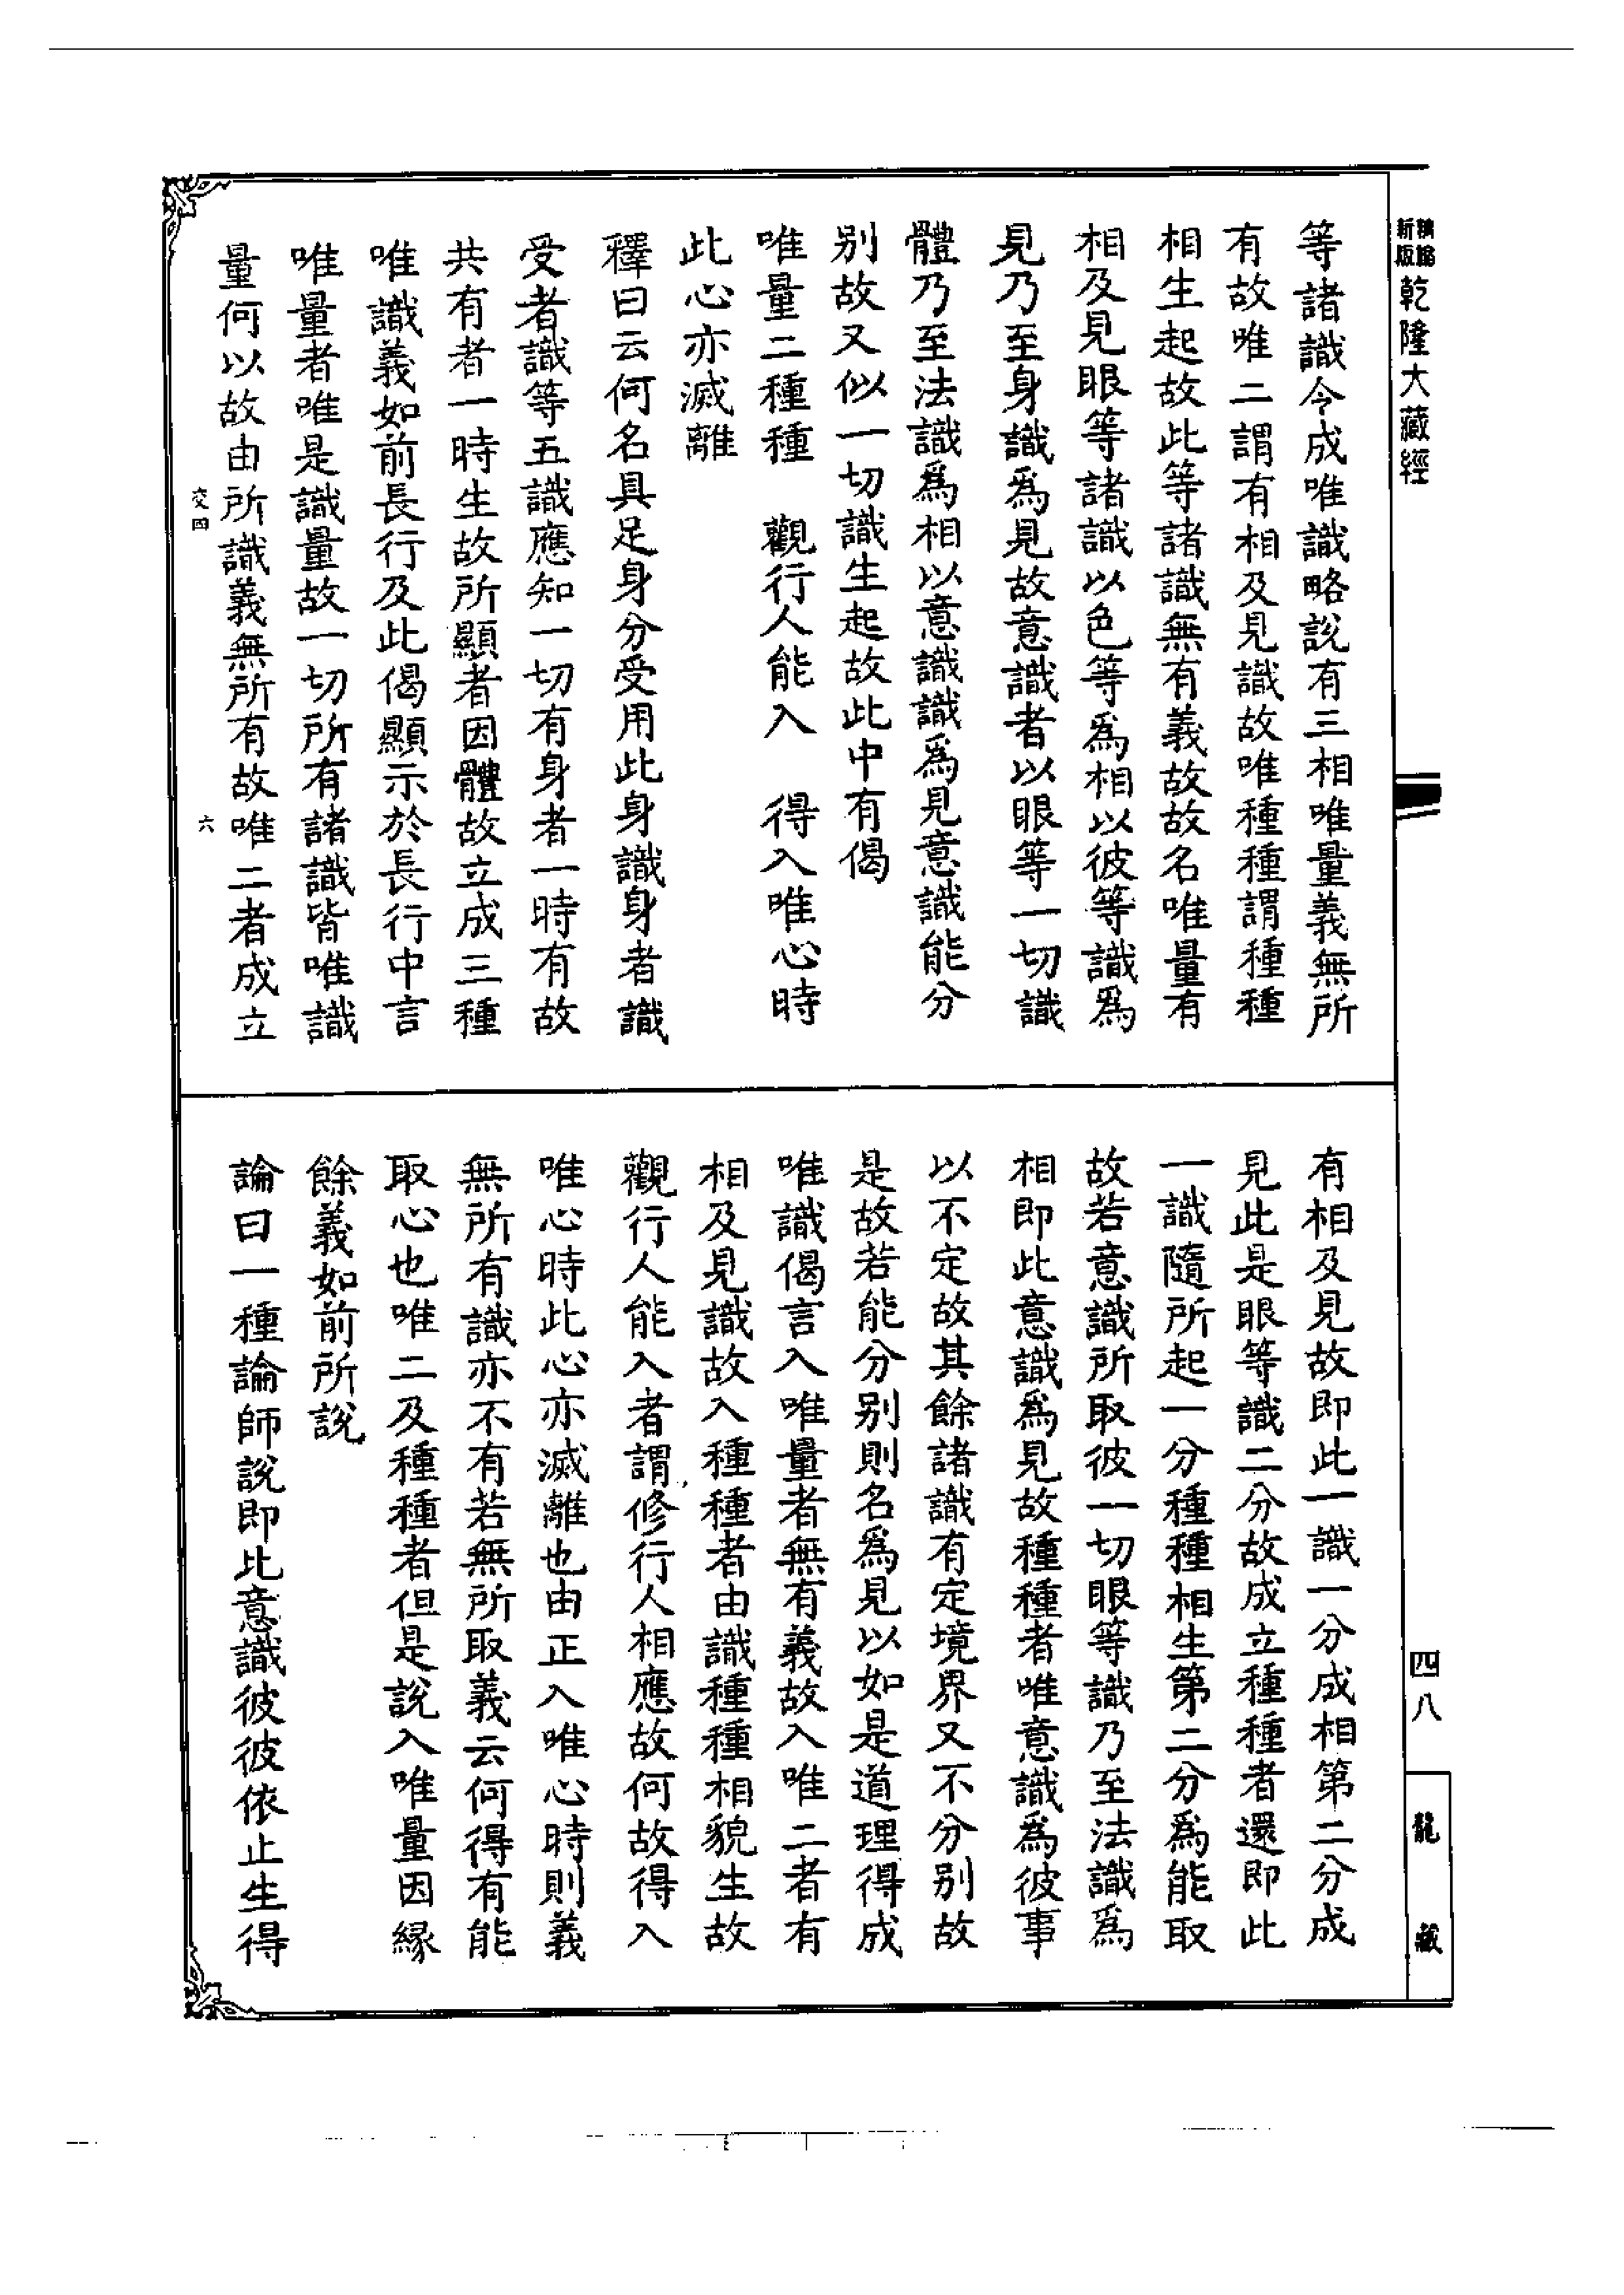 新版 乾隆大藏經
等諸識令成唯識略說有三相唯量義無所
有故唯二謂有相及見識故唯種種謂種種
相生起故此等諸識無有義故故名唯量有
相及見眼等諸識以色等爲相以彼等識爲
見乃至身識爲見故意識者以眼等一切識
體乃至法識爲相以意識識爲見意識能分
别故又似一切識生起故此中有偈
唯量二種種　觀行人能入　得入唯心時
此心亦滅離
釋曰云何名具足身分受用此身識身者識
受者識等五識應知一切有身者一時有故
共有者一時生故所顯者因體故立成三種
唯識義如前長行及此偈顯示於長行中言
唯量者唯是識量故一切所有諸識皆唯識
量何以故由所識義無所有故唯二者成立
交四
六
有相及見故即此一識一分成相第二分成
見此是眼等識二分故成立種種者還即此
一識隨所起一分種種相生第二分爲能取
故若意識所取彼一切眼等識乃至法識爲
相即此意識爲見故種種者唯意識爲彼事
以不定故其餘諸識有定境界又不分别故
是故若能分别則名爲見以如是道理得成
唯識偈言入唯量者無有義故入唯二者有
相及見識故入種種者由識種種相貌生故
觀行人能入者謂修行人相應故何故得入
唯心時此心亦滅離也由正入唯心時則義
無所有識亦不有若無所取義云何得有能
取心也唯二及種種者但是說入唯量因緣
餘義如前所說
論曰一種論師說即此意識彼彼依止生得
四八
龍藏